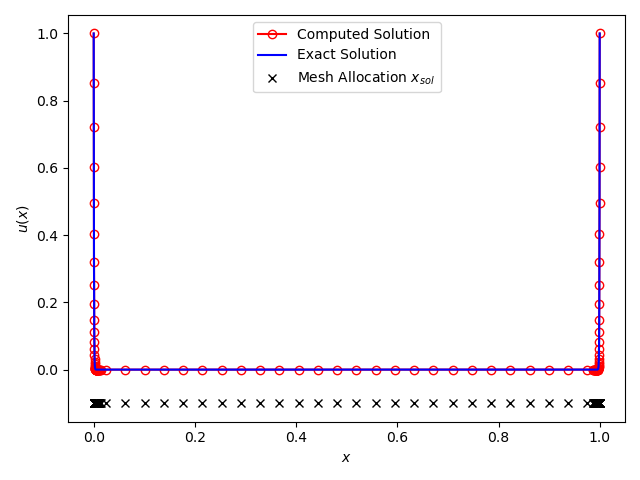 Computed Solution
Exact Solution
Mesh Allocation x_sol
1.0
0.8
0.6
0.4
0.2
0.0
u(x)
0.0 0.2 0.4 0.6 0.8 1.0
x